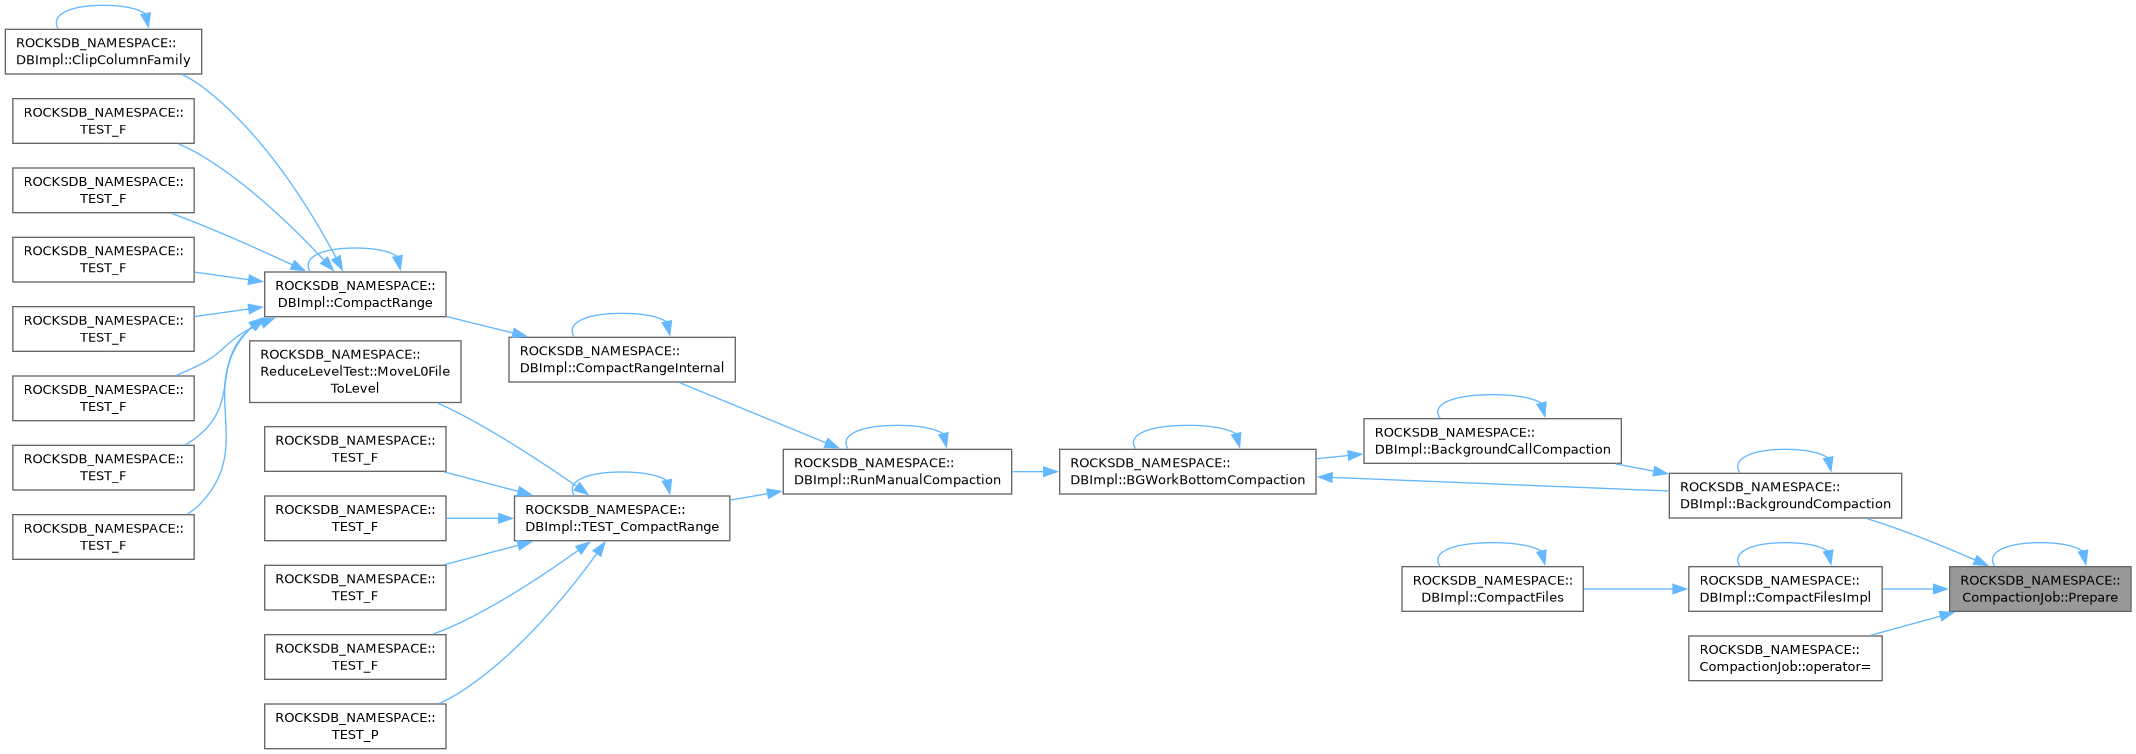 ROCKSDB_NAMESPACE::
DBImpl::ClipColumnFamily
ROCKSDB_NAMESPACE::
TEST_F
ROCKSDB_NAMESPACE::
TEST_F
ROCKSDB_NAMESPACE::
TEST_F
ROCKSDB_NAMESPACE::
TEST_F
ROCKSDB_NAMESPACE::
TEST_F
ROCKSDB_NAMESPACE::
TEST_F
ROCKSDB_NAMESPACE::
TEST_F
ROCKSDB_NAMESPACE::
DBImpl::CompactRange
ROCKSDB_NAMESPACE::
ReduceLevelTest::MoveL0File
ToLevel
ROCKSDB_NAMESPACE::
TEST_F
ROCKSDB_NAMESPACE::
TEST_F
ROCKSDB_NAMESPACE::
TEST_F
ROCKSDB_NAMESPACE::
TEST_F
ROCKSDB_NAMESPACE::
TEST_P
ROCKSDB_NAMESPACE::
DBImpl::CompactRangeInternal
ROCKSDB_NAMESPACE::
DBImpl::TEST_CompactRange
ROCKSDB_NAMESPACE::
DBImpl::RunManualCompaction
ROCKSDB_NAMESPACE::
DBImpl::BGWorkBottomCompaction
ROCKSDB_NAMESPACE::
DBImpl::BackgroundCallCompaction
ROCKSDB_NAMESPACE::
DBImpl::CompactFiles
ROCKSDB_NAMESPACE::
DBImpl::BackgroundCompaction
ROCKSDB_NAMESPACE::
DBImpl::CompactFilesImpl
ROCKSDB_NAMESPACE::
CompactionJob::operator=
ROCKSDB_NAMESPACE::
CompactionJob::Prepare